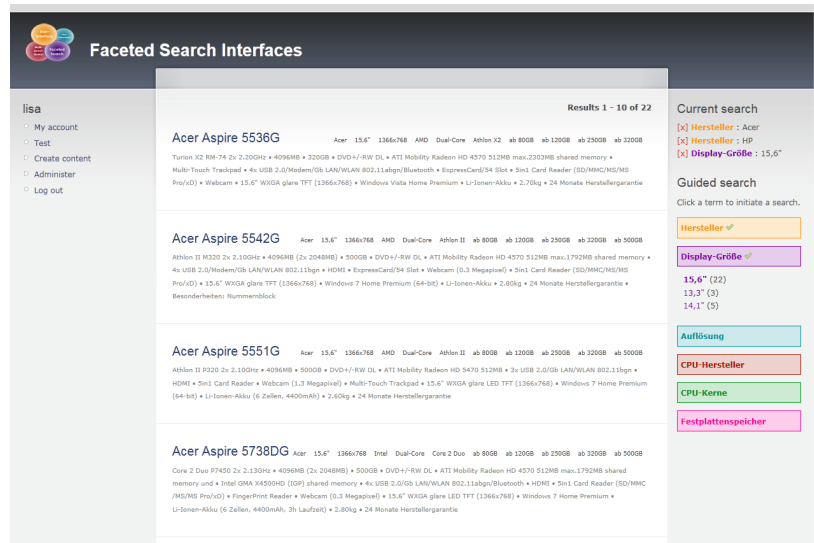 Faceted Search Interfaces
lisa
My account
Test
Create content
Administer
Log out
Results 1 - 10 of 22
Acer Aspire 5536G Acer 15,6" 1366x768 AMD Dual-Core Athlon X2 ab 80GB ab 120GB ab 250GB ab 320GB
Turion X2 RM-74 2x 2.20GHz • 4096MB • 320GB • DVD+/-RW DL • ATI Mobility Radeon HD 4570 512MB max.2303MB shared memory •
Multi-Touch Trackpad • 4x USB 2.0/Modem/Gb LAN/WLAN 802.11abgn/Bluetooth • ExpressCard/54 Slot • 5in1 Card Reader (SD/MMC/MS/MS
Pro/xD) • Webcam • 15.6" WXGA glare TFT (1366x768) • Windows Vista Home Premium • Li-Ionen-Akku • 2.70kg • 24 Monate Herstellergarantie
Acer Aspire 5542G Acer 15,6" 1366x768 AMD Dual-Core Athlon II ab 80GB ab 120GB ab 250GB ab 320GB ab 500GB
Athlon II M320 2x 2.10GHz • 4096MB (2x 2048MB) • 500GB • DVD+/-RW DL • ATI Mobility Radeon HD 4570 512MB max.1792MB shared memory •
4x USB 2.0/Modem/Gb LAN/WLAN 802.11bgn • HDMI • ExpressCard/54 Slot • Webcam (0.3 Megapixel) • 5in1 Card Reader (SD/MMC/MS/MS
Pro/xD) • 15.6" WXGA glare TFT (1366x768) • Windows 7 Home Premium (64-bit) • Li-Ionen-Akku • 2.80kg • 24 Monate Herstellergarantie •
Besonderheiten: Nummernblock
Acer Aspire 5551G Acer 15,6" 1366x768 AMD Dual-Core Athlon II ab 80GB ab 120GB ab 250GB ab 320GB ab 500GB
Athlon II P320 2x 2.10GHz • 4096MB • 500GB • DVD+/-RW DL • ATI Mobility Radeon HD 5470 512MB • 3x USB 2.0/Gb LAN/WLAN 802.11bgn •
HDMI • 5in1 Card Reader • Webcam (1.3 Megapixel) • Multi-Touch Trackpad • 15.6" WXGA glare LED TFT (1366x768) • Windows 7 Home Premium
(64-bit) • Li-Ionen-Akku (6 Zellen, 4400mAh) • 2.60kg • 24 Monate Herstellergarantie
Acer Aspire 5738DG Acer 15,6" 1366x768 Intel Dual-Core Core 2 Duo ab 80GB ab 120GB ab 250GB ab 320GB ab 500GB
Core 2 Duo P7450 2x 2.13GHz • 4096MB (2x 2048MB) • 500GB • DVD+/-RW DL • ATI Mobility Radeon HD 4570 512MB max.1792MB shared
memory und • Intel GMA X4500HD (IGP) shared memory • 4x USB 2.0/Gb LAN/WLAN 802.11abgn/Bluetooth • HDMI • 5in1 Card Reader (SD/MMC
/MS/MS Pro/xD) • FingerPrint Reader • Webcam (0.3 Megapixel) • 15.6" WXGA glare LED TFT (1366x768) • Windows 7 Home Premium •
Li-Ionen-Akku (6 Zellen, 4400mAh, 3h Laufzeit) • 2.80kg • 24 Monate Herstellergarantie
Current search
[x] Hersteller : Acer
[x] Hersteller : HP
[x] Display-Größe : 15,6"
Guided search
Click a term to initiate a search.
Hersteller
Display-Größe
15,6" (22)
13,3" (3)
14,1" (5)
Auflösung
CPU-Hersteller
CPU-Kerne
Festplattenspeicher